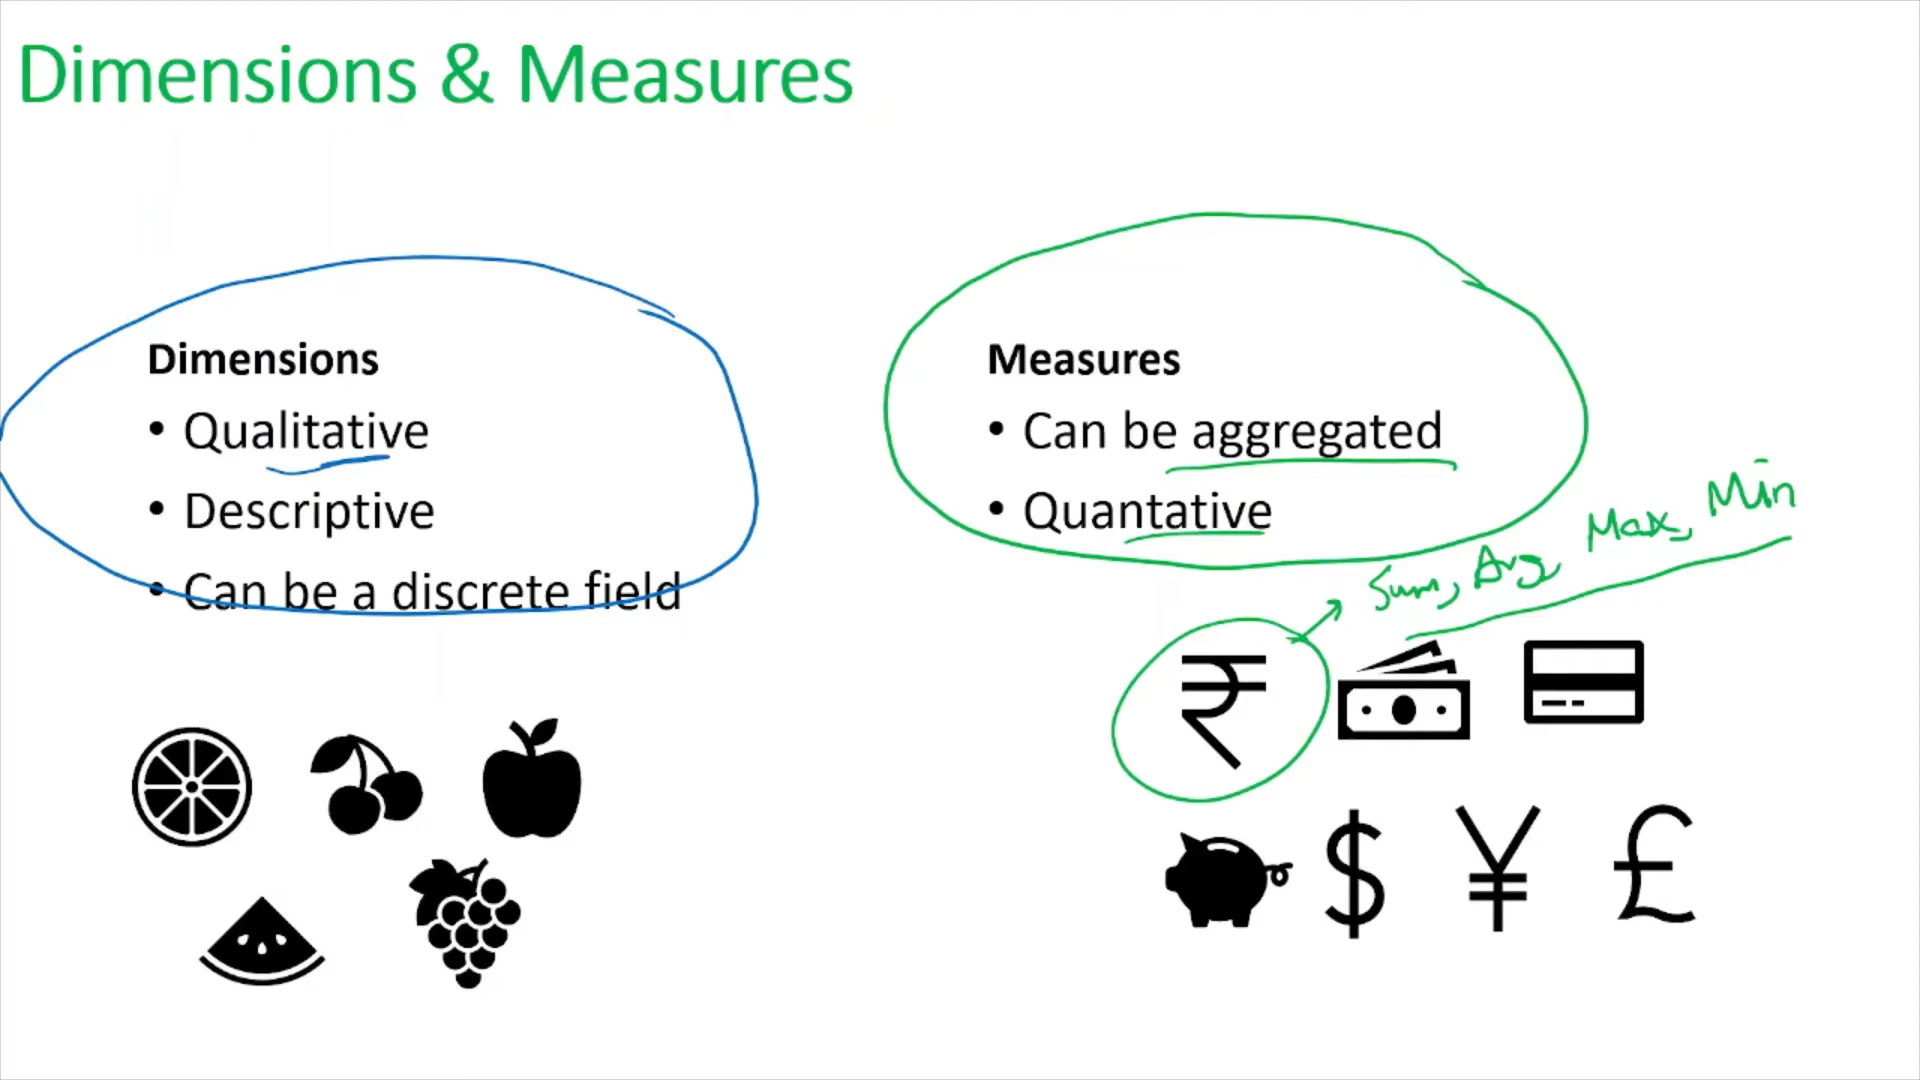 Dimensions & Measures
Dimensions
• Qualitative
• Descriptive
• Can be a discrete field
Measures
• Can be aggregated
• Quantative
Sum, Avg Max, Min
₹
$ ¥ £